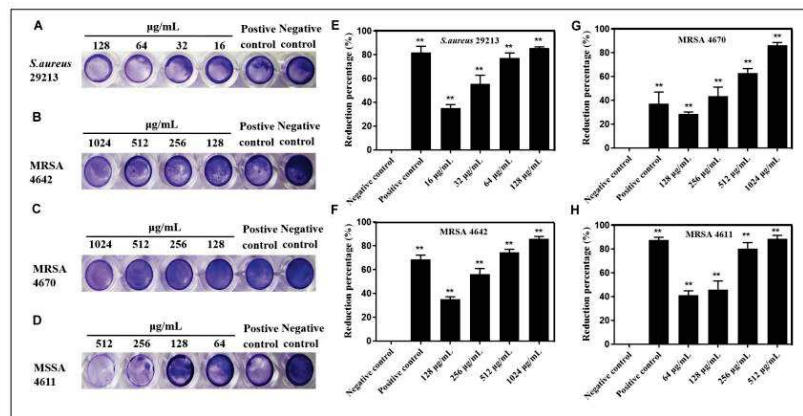 A
µg/mL
128 64 32 16
Postive control
Negative control
S.aureus 29213
B
µg/mL
1024 512 256 128
Postive control
Negative control
MRSA 4642
C
µg/mL
1024 512 256 128
Postive control
Negative control
MRSA 4670
D
µg/mL
512 256 128 64
Postive control
Negative control
MSSA 4611
E
S.aureus 29213
Reduction percentage (%)
100
80
60
40
20
0
** ** ** ** **
Negative control
Positive control
16 µg/mL
32 µg/mL
64 µg/mL
128 µg/mL
F
MRSA 4642
Reduction percentage (%)
100
80
60
40
20
0
** ** ** ** **
Negative control
Positive control
128 µg/mL
256 µg/mL
512 µg/mL
1024 µg/mL
G
MRSA 4670
Reduction percentage (%)
100
80
60
40
20
0
** ** ** ** **
Negative control
Positive control
128 µg/mL
256 µg/mL
512 µg/mL
1024 µg/mL
H
MRSA 4611
Reduction percentage (%)
100
80
60
40
20
0
** ** ** ** **
Negative control
Positive control
64 µg/mL
128 µg/mL
256 µg/mL
512 µg/mL